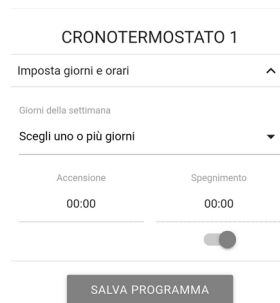 CRONOTERMOSTATO 1
Imposta giorni e orari
Giorni della settimana
Scegli uno o più giorni
Accensione Spegnimento
00:00 00:00
SALVA PROGRAMMA